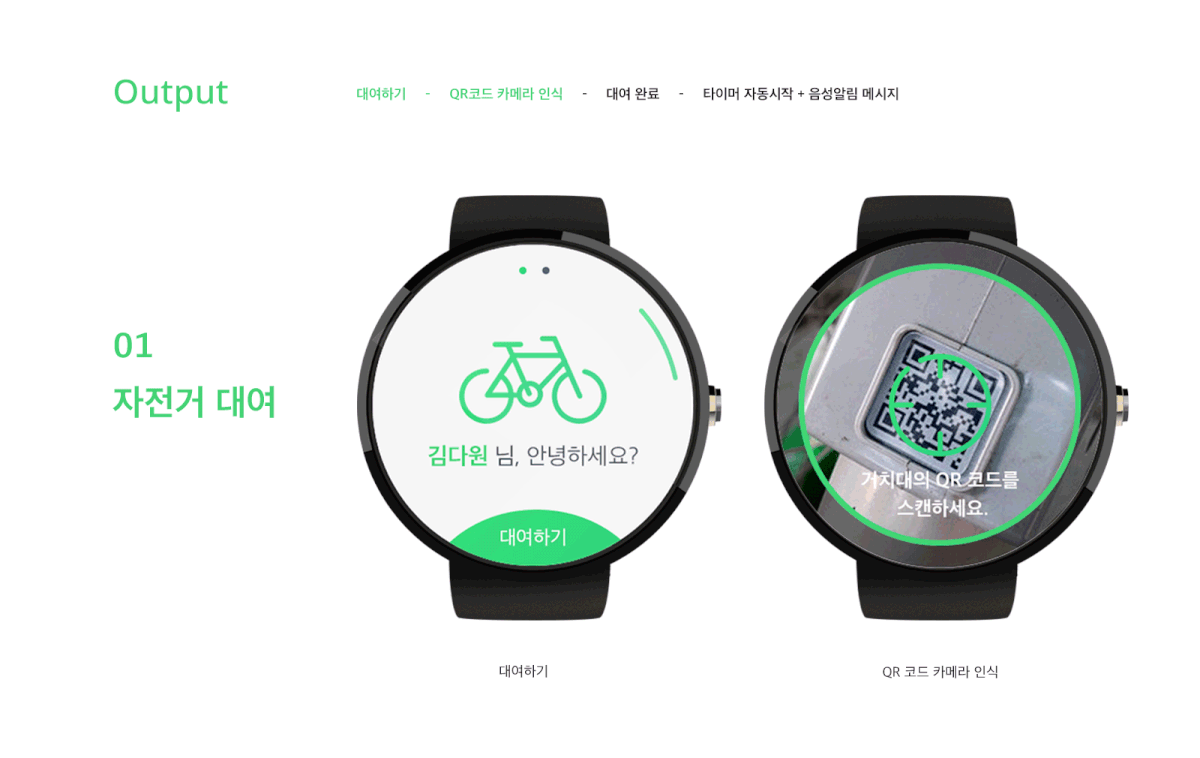 Output
대여하기 - QR코드 카메라 인식 - 대여 완료 - 타이머 자동시작 + 음성알림 메시지
01
자전거 대여
김다원 님, 안녕하세요?
대여하기
거치대의 QR 코드를
스캔하세요.
대여하기
QR 코드 카메라 인식